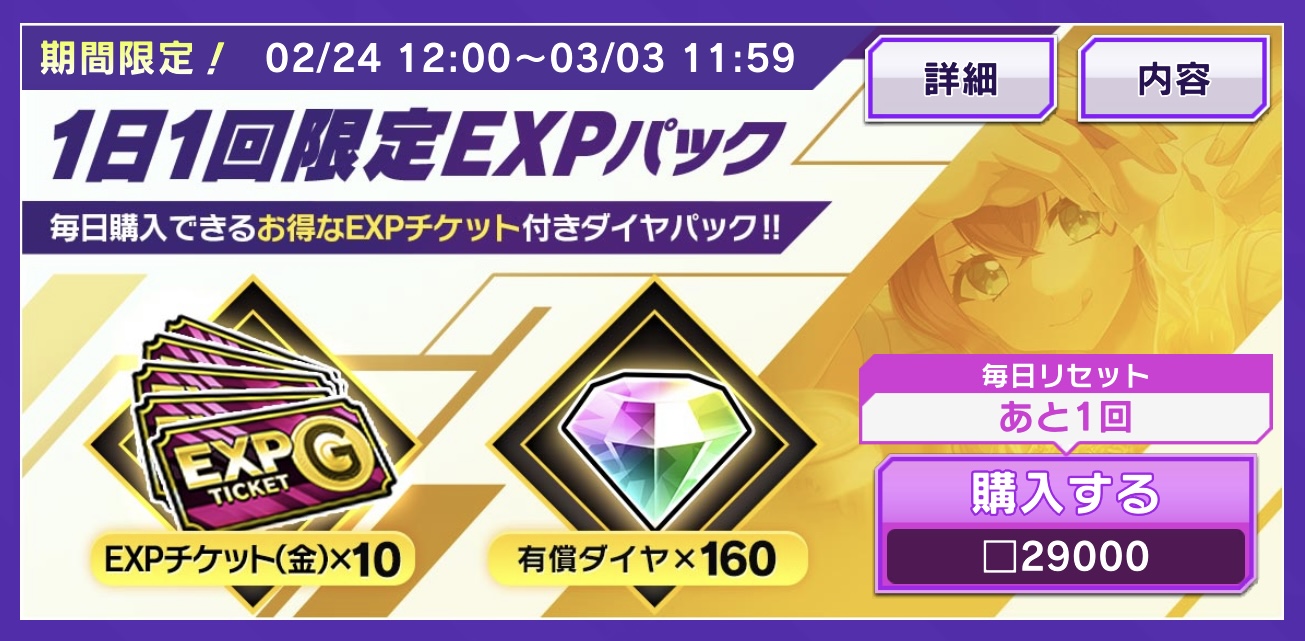 期間限定！ 02/24 12:00～03/03 11:59
詳細
内容
1日1回限定EXPパック
毎日購入できるお得なEXPチケット付きダイヤパック!!
EXP G
TICKET
EXPチケット(金)×10
有償ダイヤ×160
毎日リセット
あと1回
購入する
□29000